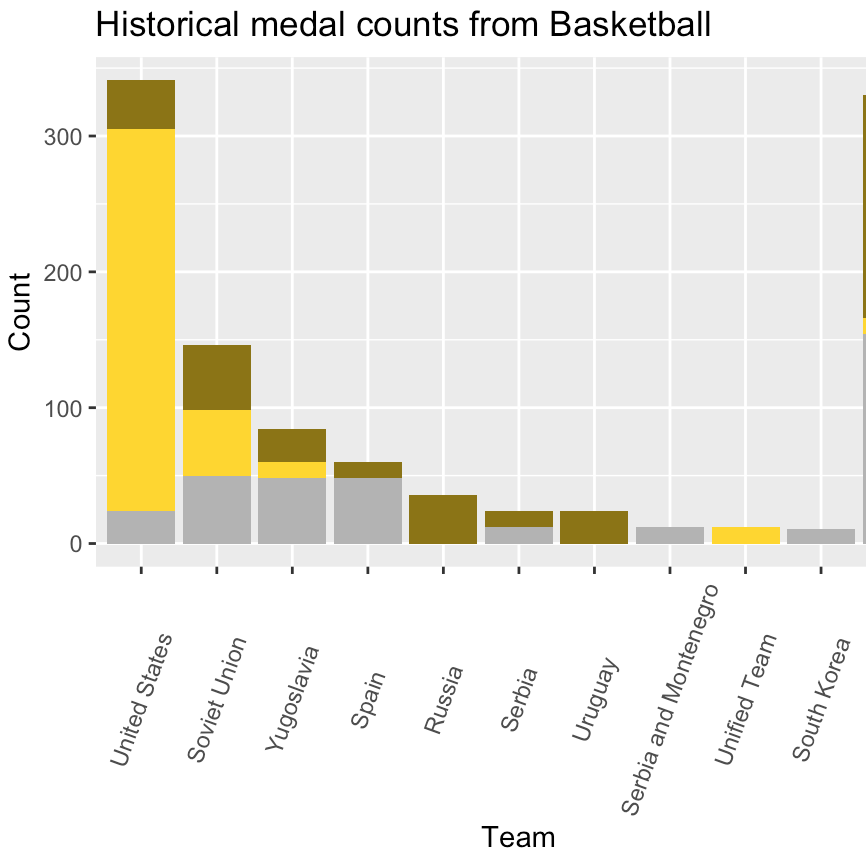 Historical medal counts from Basketball
Count
300
200
100
0
United States
Soviet Union
Yugoslavia
Spain
Russia
Serbia
Uruguay
Serbia and Montenegro
Unified Team
South Korea
Team